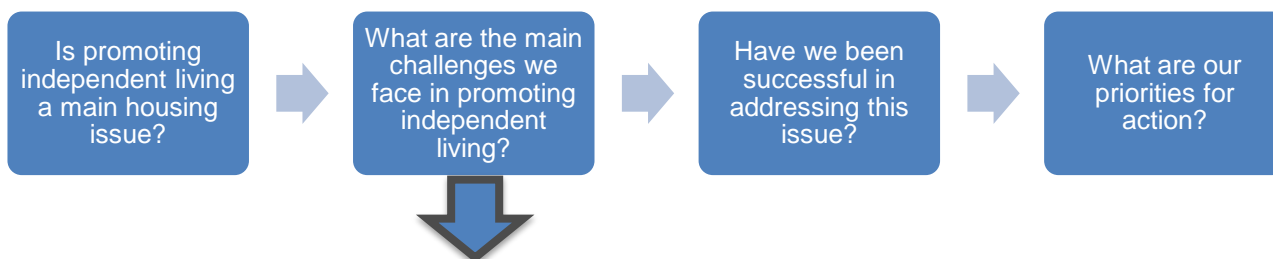 Is promoting
independent living
a main housing
issue?
What are the main
challenges we
face in promoting
independent
living?
Have we been
successful in
addressing this
issue?
What are our
priorities for
action?